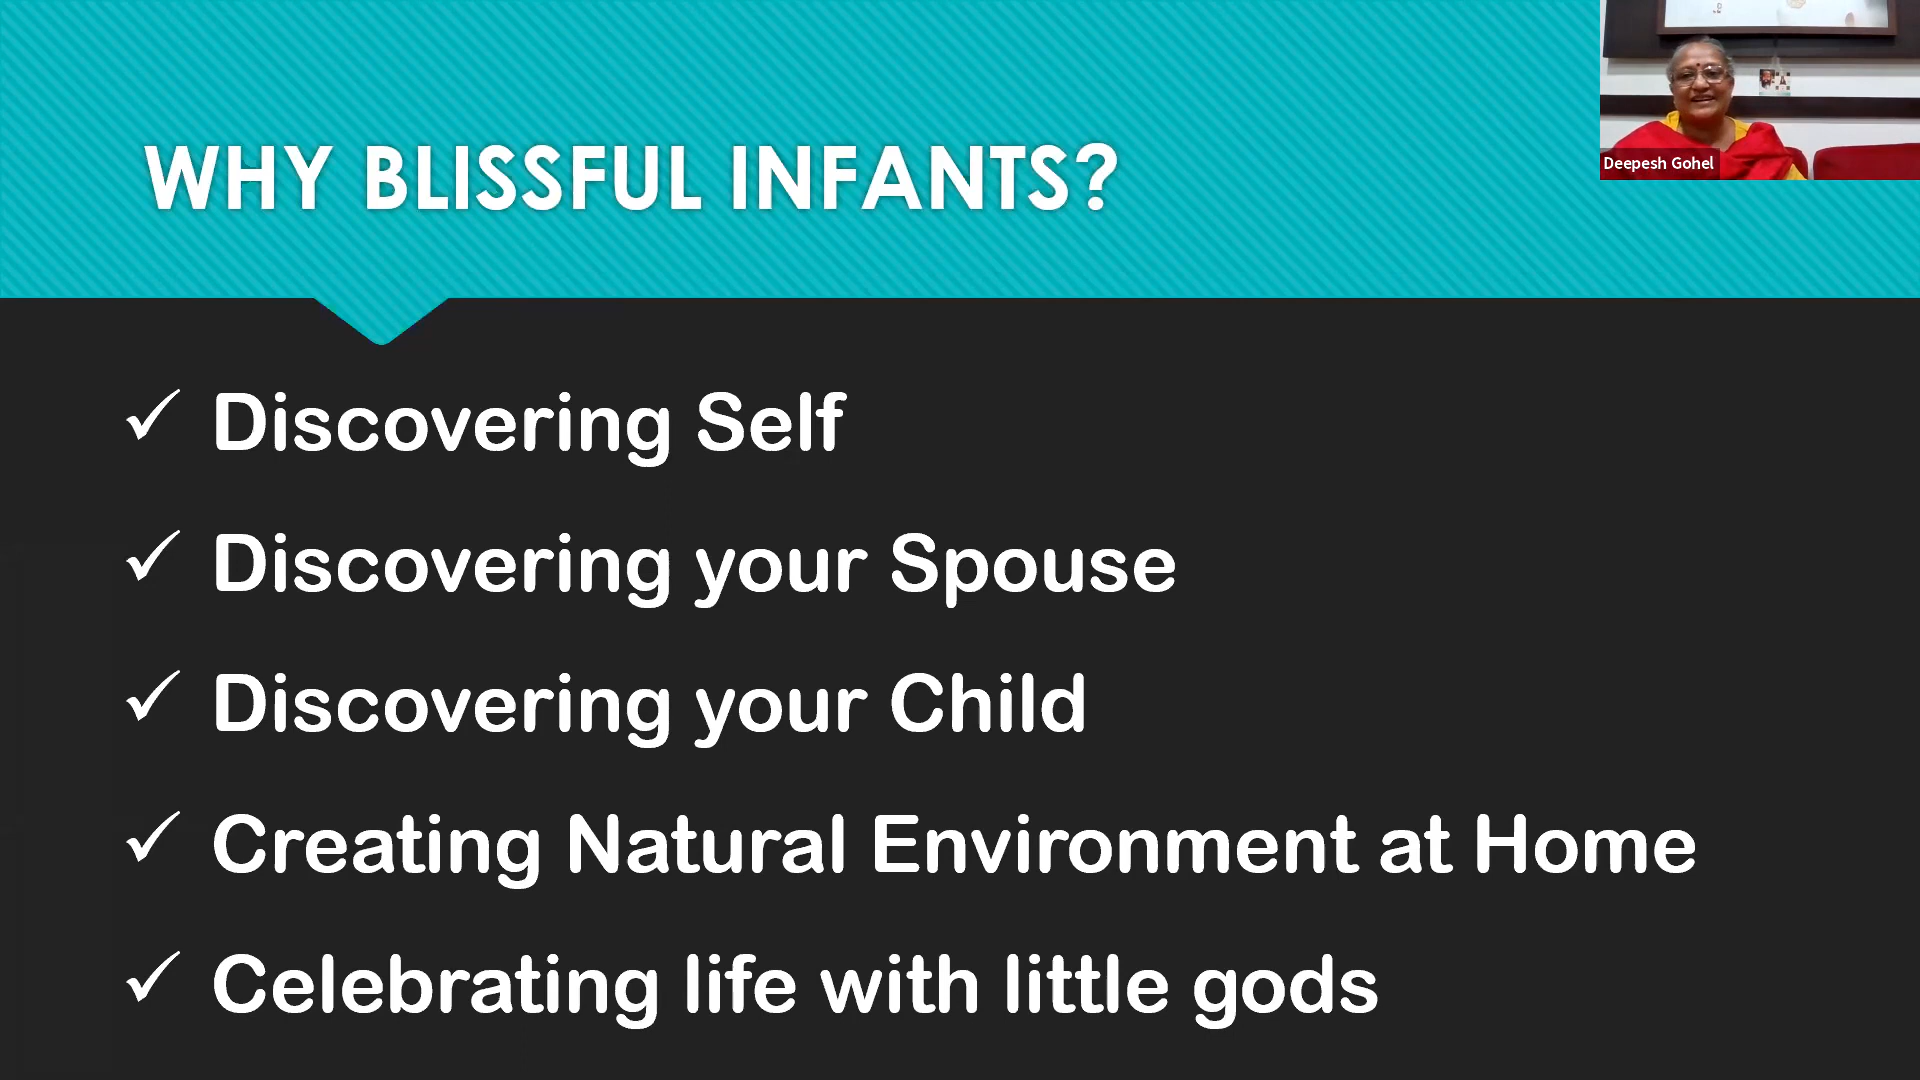 WHY BLISSFUL INFANTS?
Deepesh Gohel
✓ Discovering Self
✓ Discovering your Spouse
✓ Discovering your Child
✓ Creating Natural Environment at Home
✓ Celebrating life with little gods